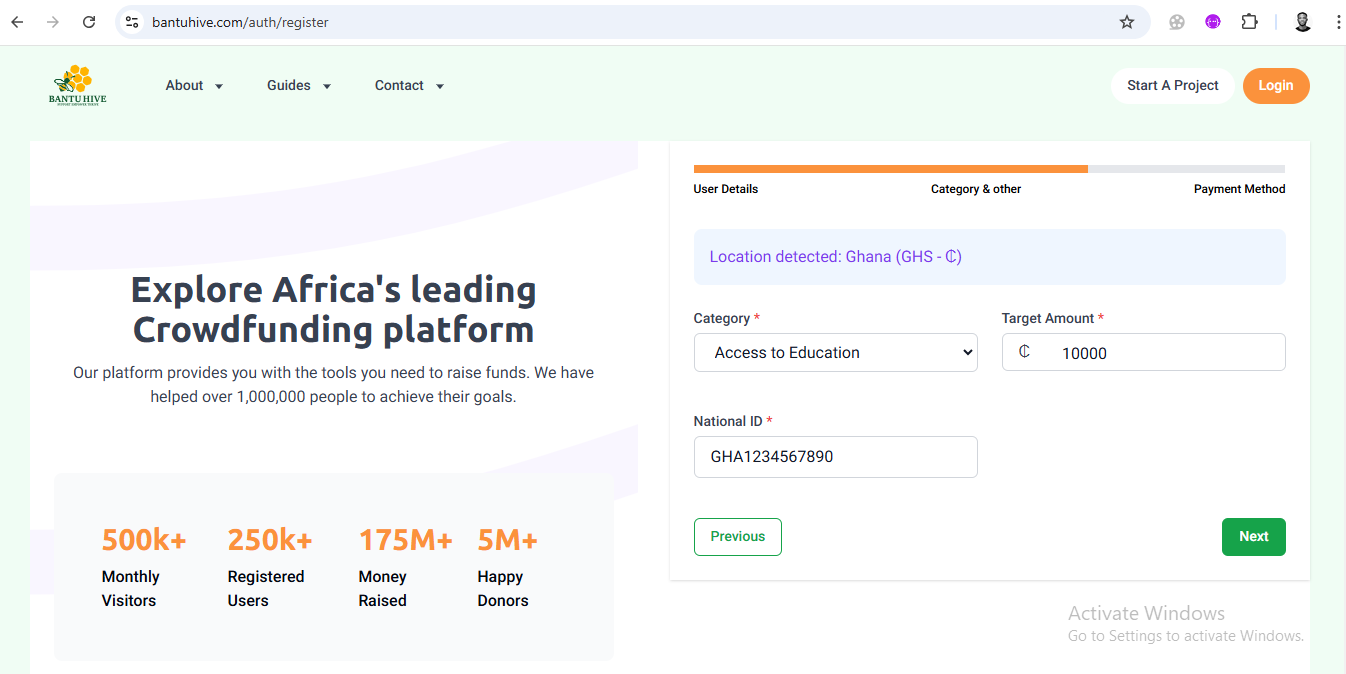 bantuhive.com/auth/register
BANTU HIVE
About
Guides
Contact
Start A Project
Login
User Details
Category & other
Payment Method
Location detected: Ghana (GHS - ₵)
Explore Africa's leading
Crowdfunding platform
Our platform provides you with the tools you need to raise funds. We have
helped over 1,000,000 people to achieve their goals.
500k+
Monthly
Visitors
250k+
Registered
Users
175M+
Money
Raised
5M+
Happy
Donors
Category *
Access to Education
Target Amount *
₵ 10000
National ID *
GHA1234567890
Previous
Next
Activate Windows
Go to Settings to activate Windows.